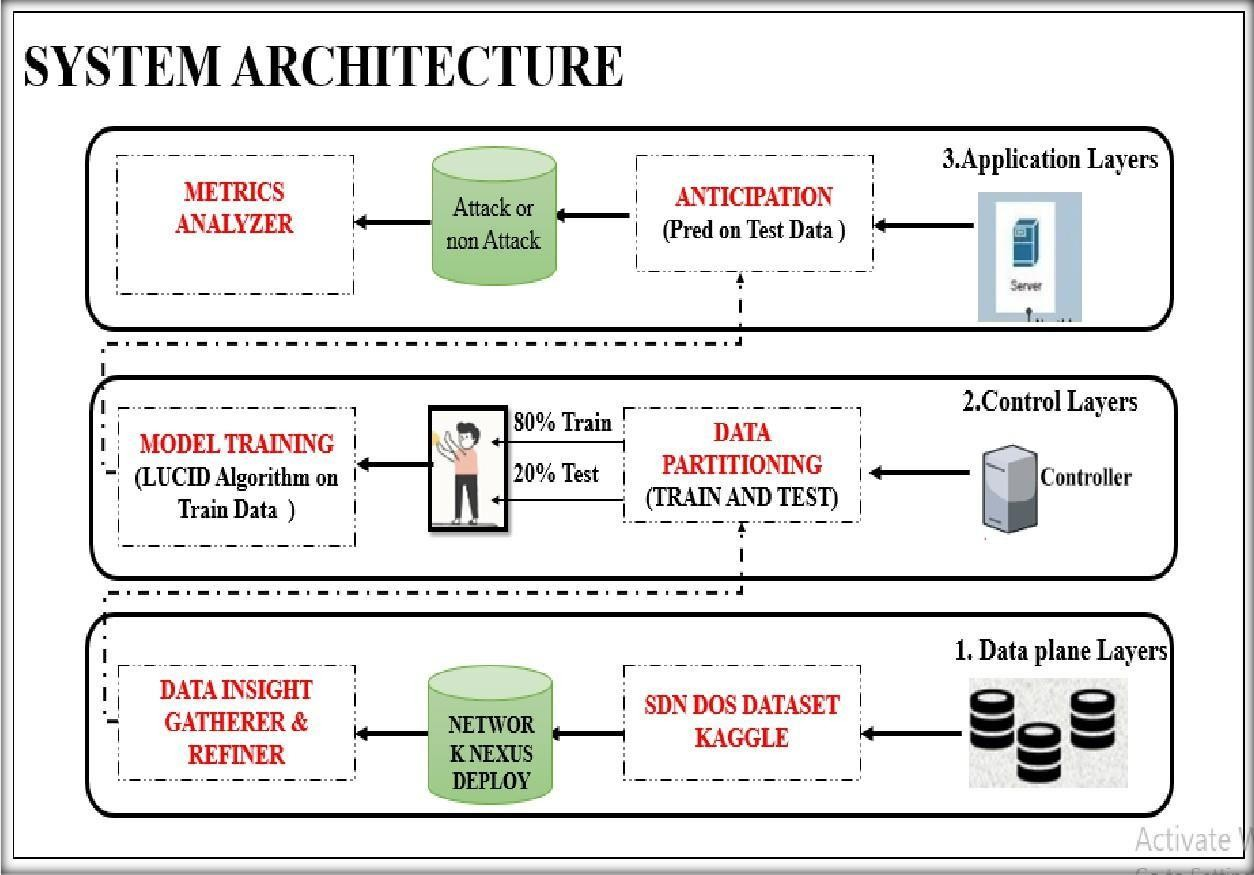 SYSTEM ARCHITECTURE
3.Application Layers
METRICS
ANALYZER
Attack or
non Attack
ANTICIPATION
(Pred on Test Data )
Server
2.Control Layers
MODEL TRAINING
(LUCID Algorithm on
Train Data )
80% Train
20% Test
DATA
PARTITIONING
(TRAIN AND TEST)
Controller
1. Data plane Layers
DATA INSIGHT
GATHERER &
REFINER
NETWOR
K NEXUS
DEPLOY
SDN DOS DATASET
KAGGLE
Activate